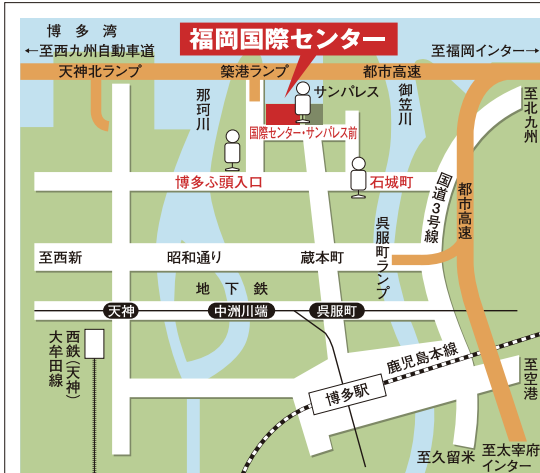 博多湾
←至西九州自動車道
福岡国際センター
至福岡インター→
天神北ランプ
築港ランプ
都市高速
那珂川
サンパレス
御笠川
至北九州
国際センター・サンパレス前
博多ふ頭入口
石城町
国道3号線
都市高速
呉服町ランプ
至西新
昭和通り
蔵本町
地下鉄
天神
中洲川端
呉服町
西鉄(天神)
大牟田線
鹿児島本線
博多駅
至空港
至久留米
至太宰府
インター